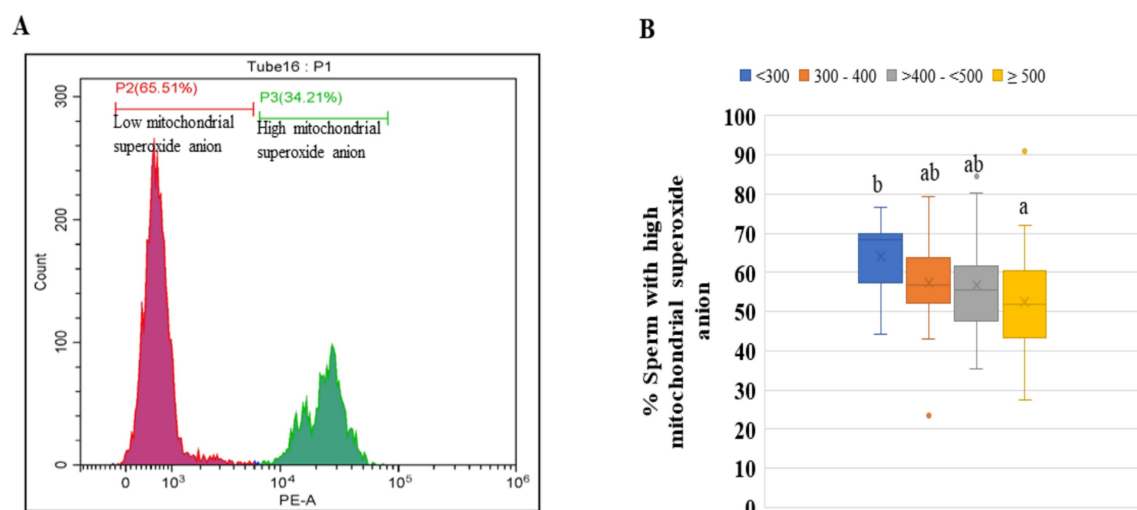 A
Tube16 : P1
P2(65.51%)
P3(34.21%)
Low mitochondrial
superoxide anion
High mitochondrial
superoxide anion
300
200
100
0
Count
0 10³ 10⁴ 10⁵ 10⁶
PE-A
B
<300 300 - 400 >400 - <500 ≥ 500
% Sperm with high
mitochondrial superoxide
anion
100
90
80
70
60
50
40
30
20
10
0
b
ab
ab
a